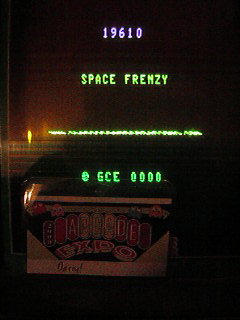 19610
SPACE FRENZY
@ GCE 0000
ARCADE
EXPO